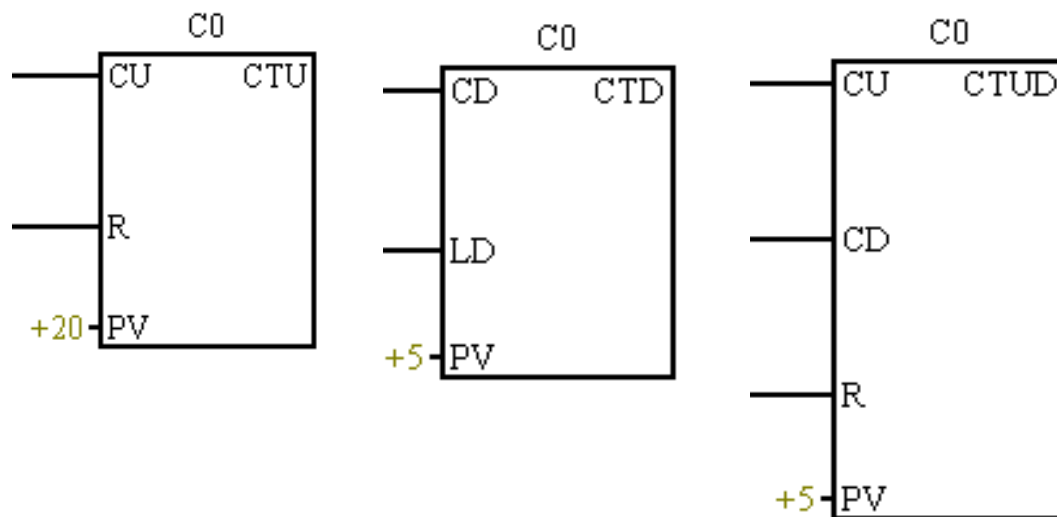 C0
CU CTU
R
+20 PV
C0
CD CTD
LD
+5 PV
C0
CU CTUD
CD
R
+5 PV